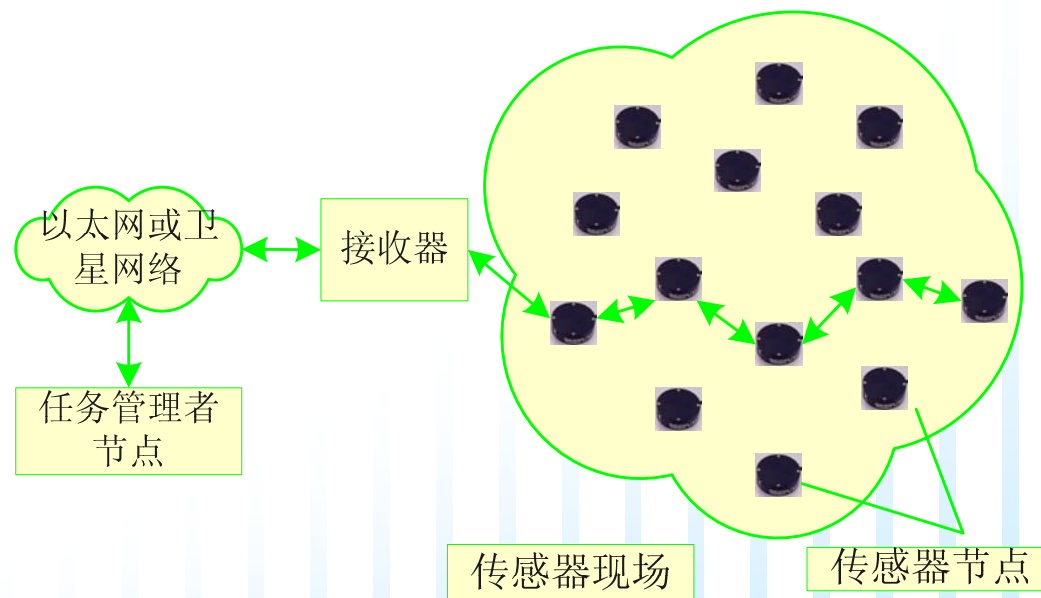 以太网或卫
星网络
接收器
任务管理者
节点
传感器现场
传感器节点